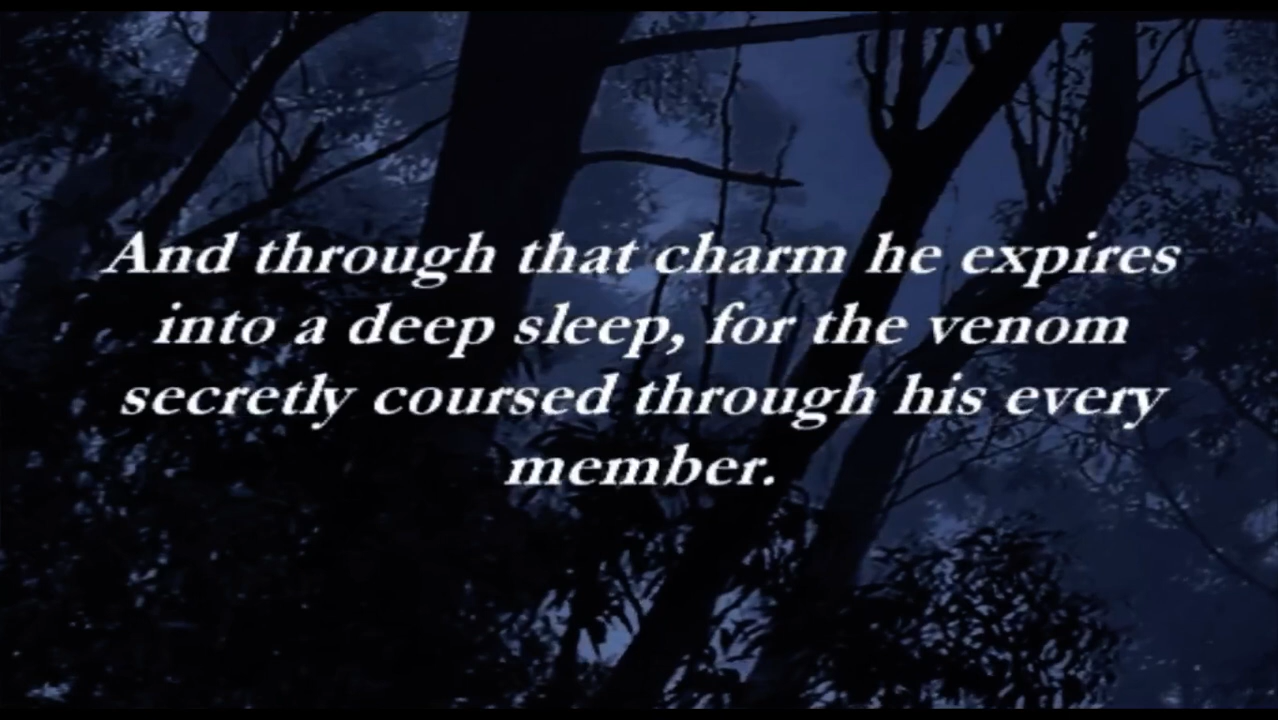 And through that charm he expires
into a deep sleep, for the venom
secretly coursed through his every
member.